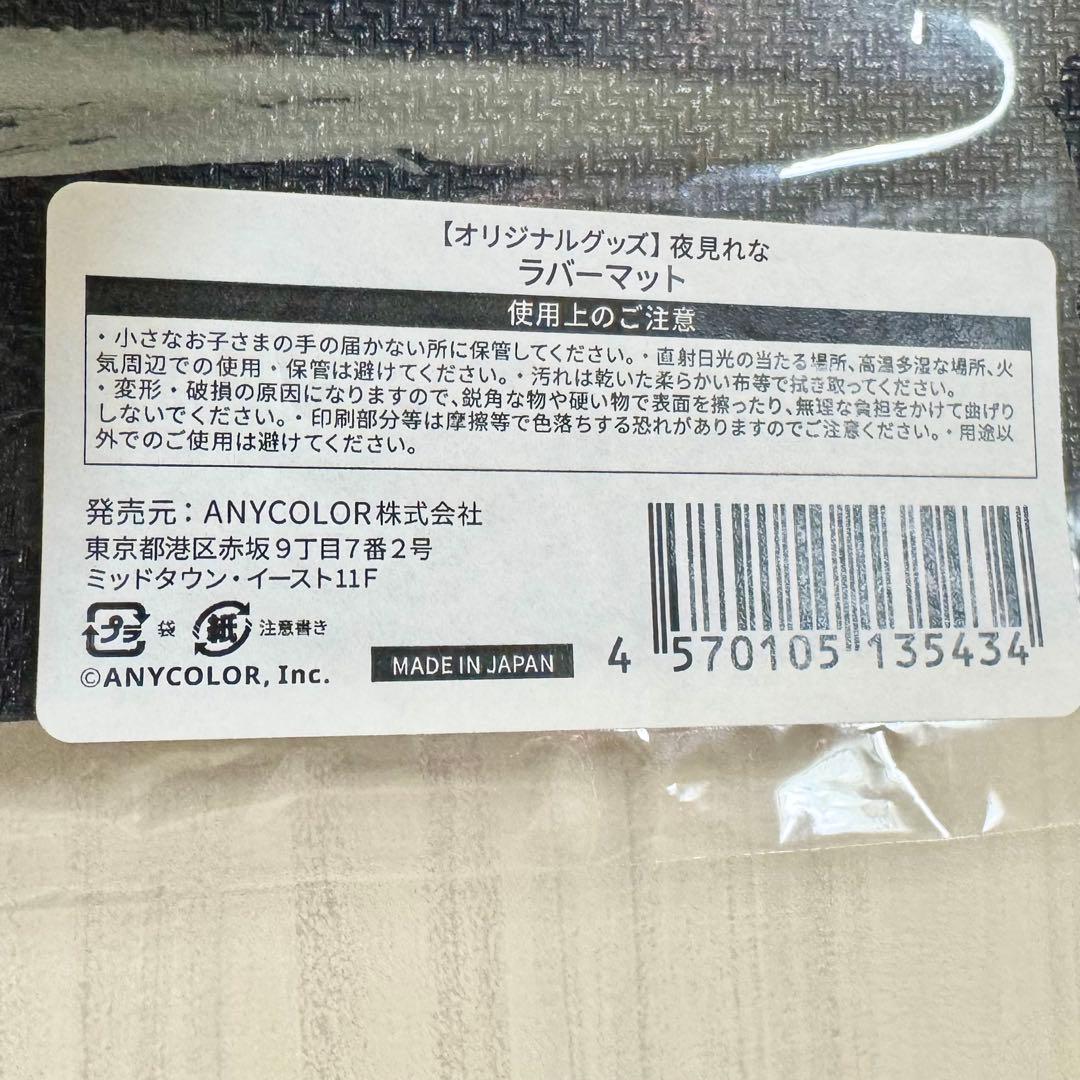 【オリジナルグッズ】夜見れな
ラバーマット
使用上のご注意
・小さなお子さまの手の届かない所に保管してください。・直射日光の当たる場所、高温多湿な場所、火
気周辺での使用・保管は避けてください。・汚れは乾いた柔らかい布等で拭き取ってください。
・変形・破損の原因になりますので、鋭角な物や硬い物で表面を擦ったり、無理な負担をかけて曲げり
しないでください。・印刷部分等は摩擦等で色落ちする恐れがありますのでご注意ください。・用途以
外でのご使用は避けてください。
発売元：ANYCOLOR株式会社
東京都港区赤坂9丁目7番2号
ミッドタウン・イースト11F
プラ 袋 紙 注意書き
©ANYCOLOR, Inc.
MADE IN JAPAN
4 570105 135434